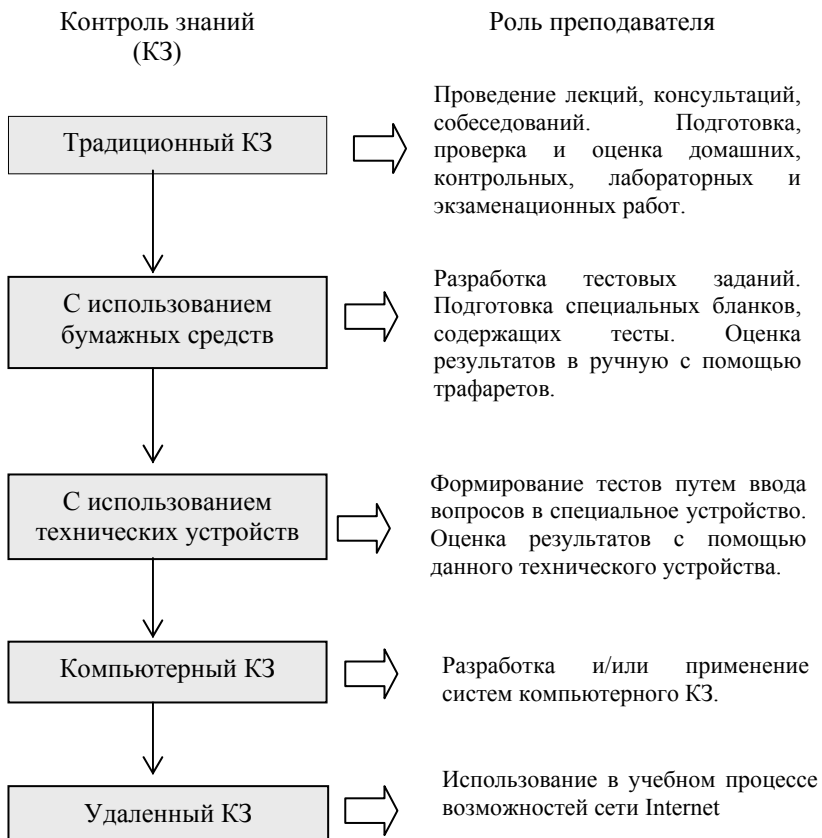 Контроль знаний
(КЗ)
Роль преподавателя
Традиционный КЗ
Проведение лекций, консультаций,
собеседований. Подготовка,
проверка и оценка домашних,
контрольных, лабораторных и
экзаменационных работ.
С использованием
бумажных средств
Разработка тестовых заданий.
Подготовка специальных бланков,
содержащих тесты. Оценка
результатов в ручную с помощью
трафаретов.
С использованием
технических устройств
Формирование тестов путем ввода
вопросов в специальное устройство.
Оценка результатов с помощью
данного технического устройства.
Компьютерный КЗ
Разработка и/или применение
систем компьютерного КЗ.
Удаленный КЗ
Использование в учебном процессе
возможностей сети Internet